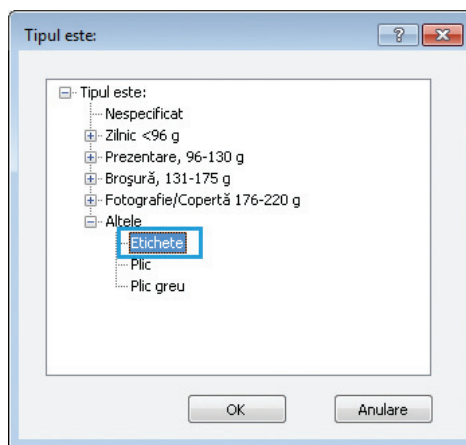 Tipul este:
Tipul este:
Nespecificat
Zilnic <96 g
Prezentare, 96-130 g
Broșură, 131-175 g
Fotografie/Copertă 176-220 g
Altele
Etichete
Plic
Plic greu
OK Anulare